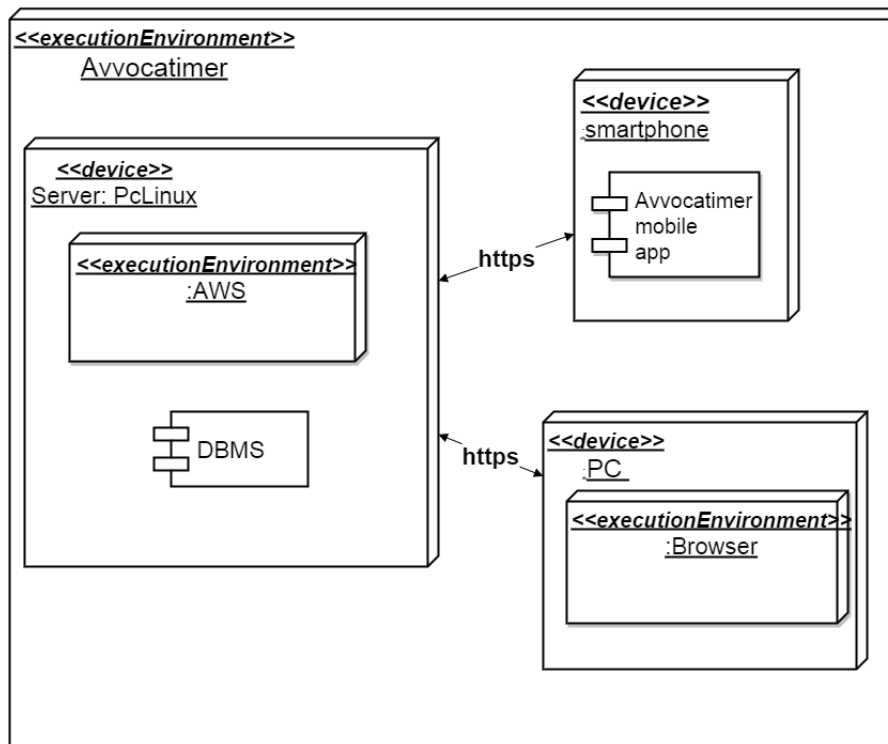 <<executionEnvironment>>
Avvocatimer
<<device>>
Server: PcLinux
<<executionEnvironment>>
:AWS
DBMS
https
https
<<device>>
:smartphone
Avvocatimer
mobile
app
<<device>>
:PC
<<executionEnvironment>>
:Browser